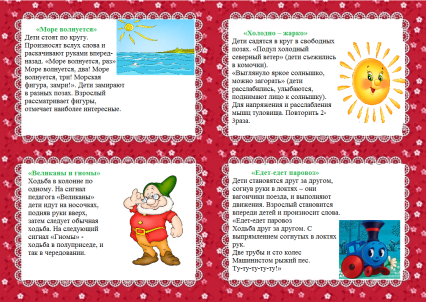 «Море волнуется»
Дети стоят по кругу.
Произносят вслух слова и
раскачивают руками вперед-
назад. «Море волнуется, раз»
Море волнуется, два! Море
волнуется, три! Морская
фигура, замри!». Дети замирают
в разных позах. Взрослый
рассматривает фигуры,
отмечает наиболее интересные.
«Холодно – жарко»
Дети садятся в круг в свободных
позах. «Подул холодный
северный ветер» (дети съежились
в комочки).
«Выглянуло яркое солнышко,
можно загорать» (дети
расслабились, улыбаются,
поднимают лицо к солнышку).
Для напряжения и расслабления
мышц туловища. Повторить 2-
3раза.
«Великаны и гномы»
Ходьба в колонне по
одному. На сигнал
педагога «Великаны»
дети идут на носочках,
подняв руки вверх,
затем следует обычная
ходьба. На следующий
сигнал «Гномы» -
ходьба в полуприседе, и
так в чередовании.
«Едет-едет паровоз»
Дети становятся друг за другом,
согнув руки в локтях – они
вагончики поезда, и выполняют
движения. Взрослый становится
впереди детей и произносит слова.
«Едет-едет паровоз
Ходьба друг за другом. С
выпрямлением согнутых в локтях
рук.
Две трубы и сто колес
Машинистом рыжий пес.
Ту-ту-ту-ту-ту!»